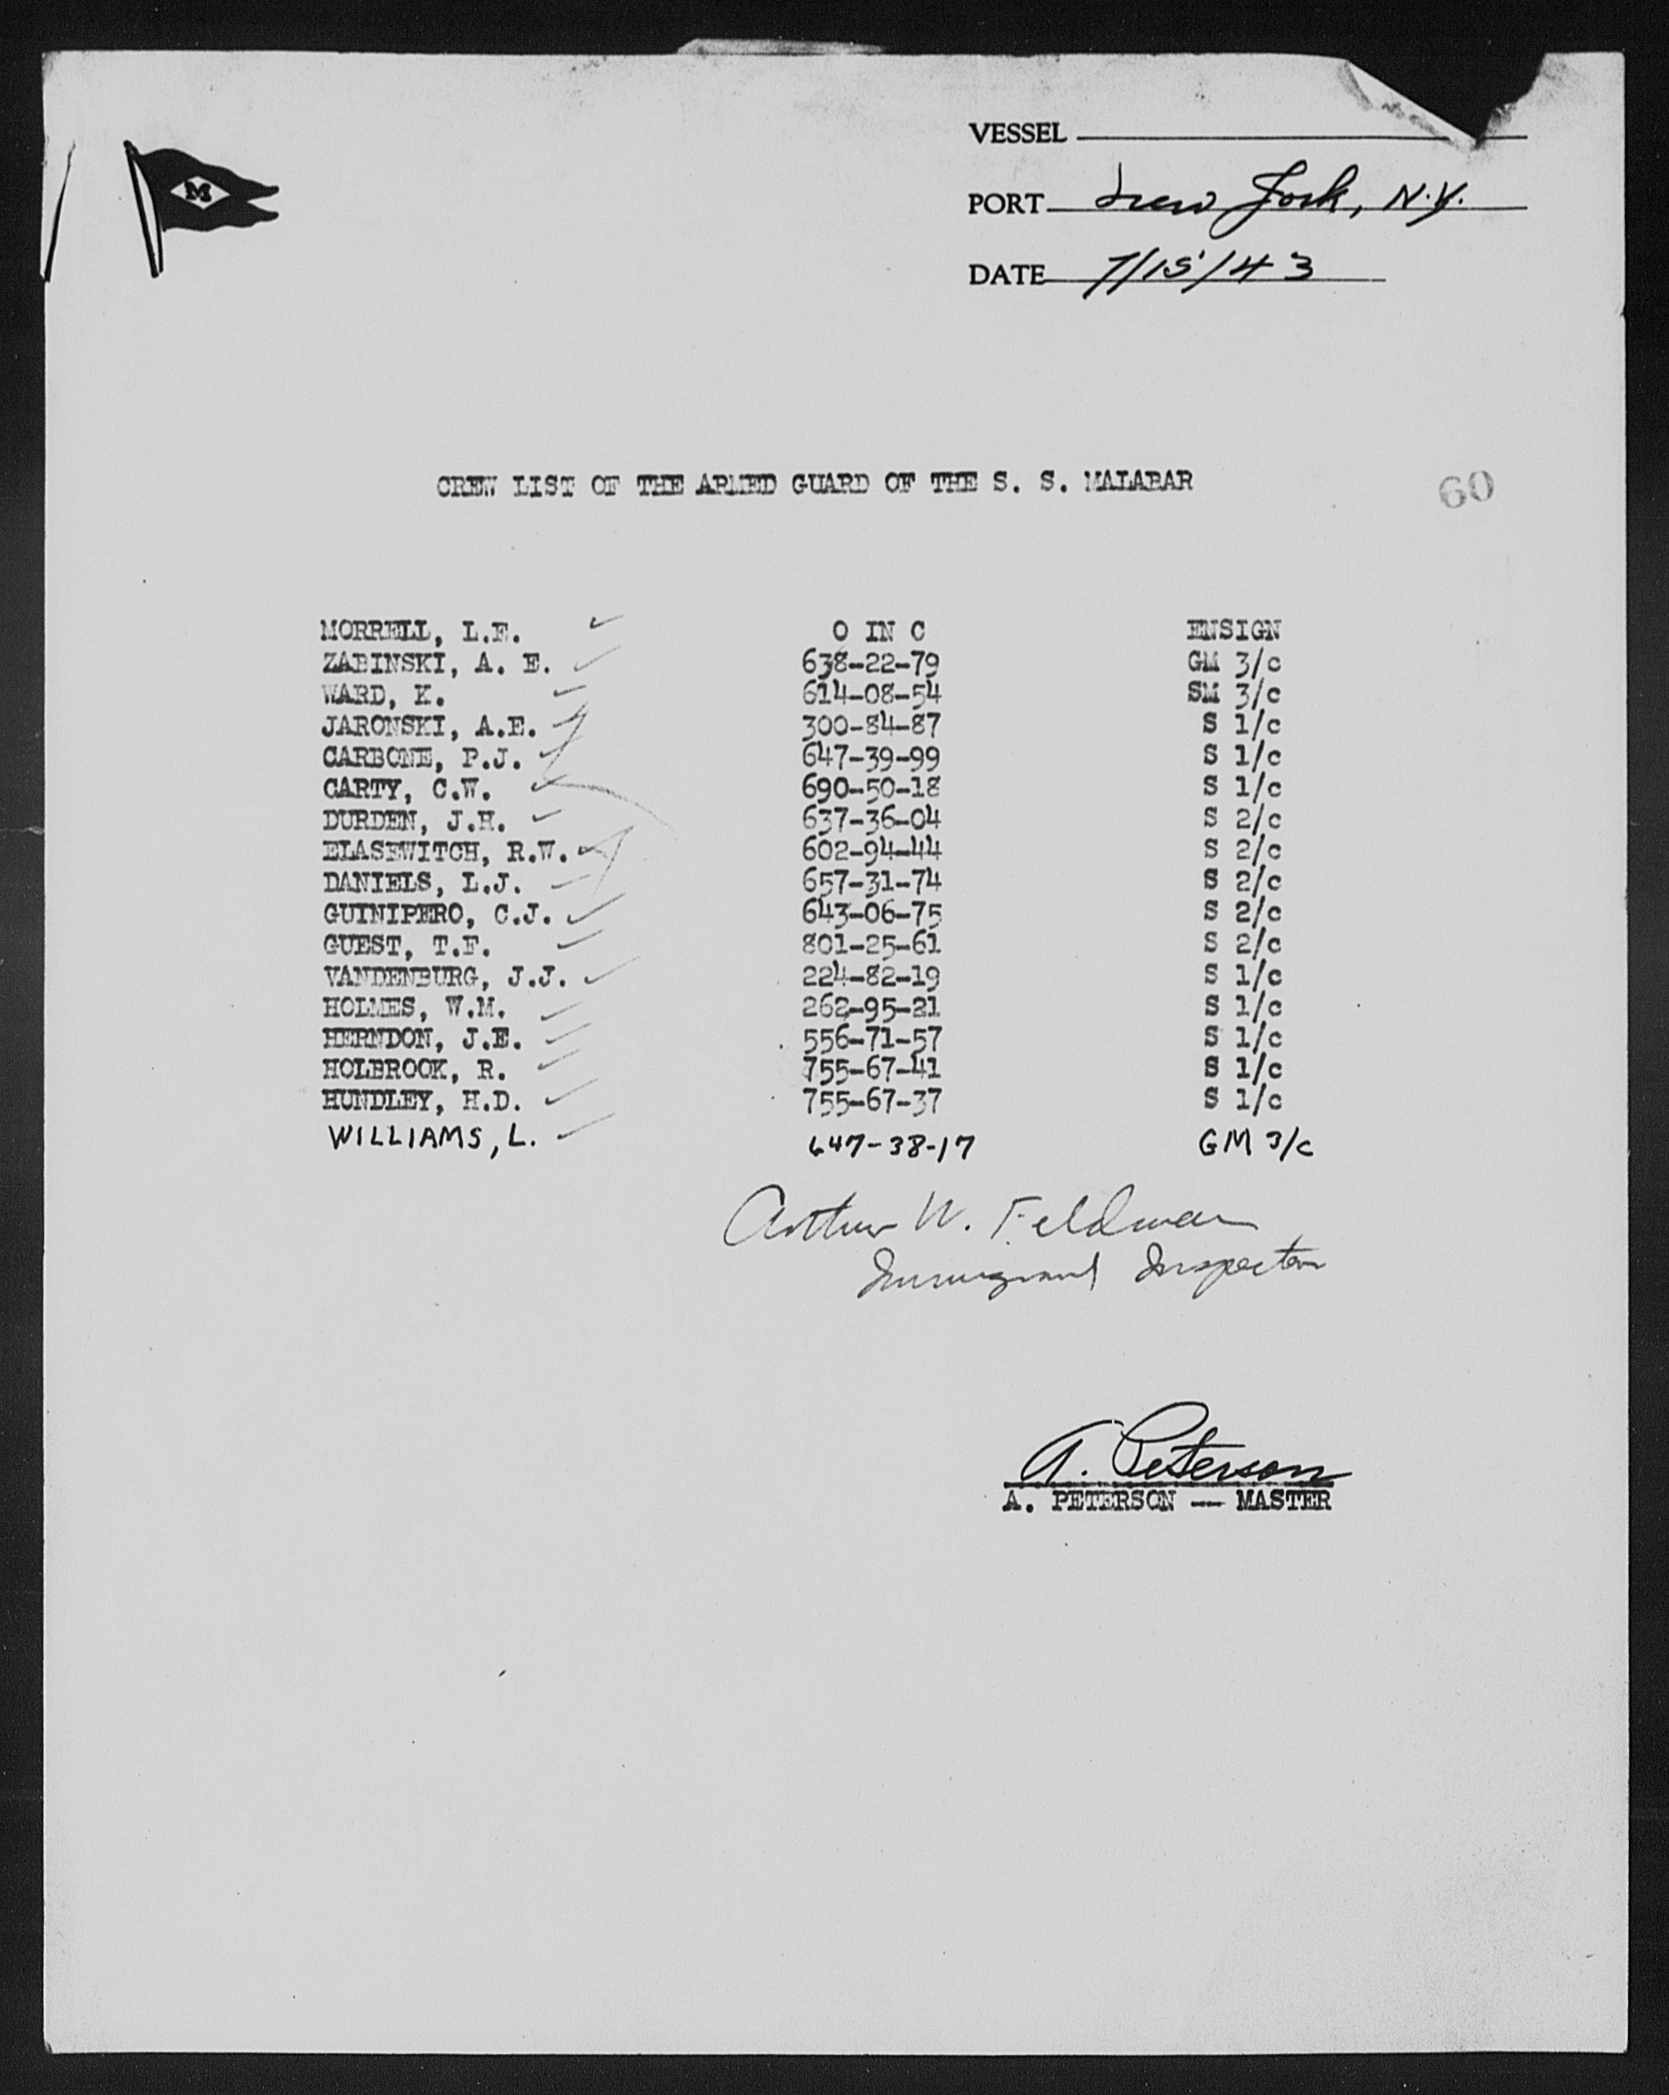 VESSEL
M
PORT New York, N.Y.
DATE 7/15/43
CREW LIST OF THE ARMED GUARD OF THE S. S. MALABAR
60
MORRELL, L.F. O IN C ENSIGN
ZABINSKI, A. E. 638-22-79 GM 3/c
WARD, K. 614-08-54 SM 3/c
JARONSKI, A.E. 300-84-87 S 1/c
CARBONE, P.J. 647-39-99 S 1/c
CARTY, C.W. 690-50-18 S 1/c
DURDEN, J.H. 637-36-04 S 2/c
ELASEWITCH, R.W. 602-94-44 S 2/c
DANIELS, L.J. 657-31-74 S 2/c
GUINIPERO, C.J. 643-06-75 S 2/c
GUEST, T.F. 801-25-61 S 2/c
VANDENBURG, J.J. 224-82-19 S 1/c
HOLMES, W.M. 262-95-21 S 1/c
HERNDON, J.E. 556-71-57 S 1/c
HOLBROOK, R. 755-67-41 S 1/c
HUNDLEY, H.D. 755-67-37 S 1/c
WILLIAMS, L. 647-38-17 GM 3/c
Arthur W. Feldman
Immigrant Inspector
A. Peterson
A. PETERSON -- MASTER